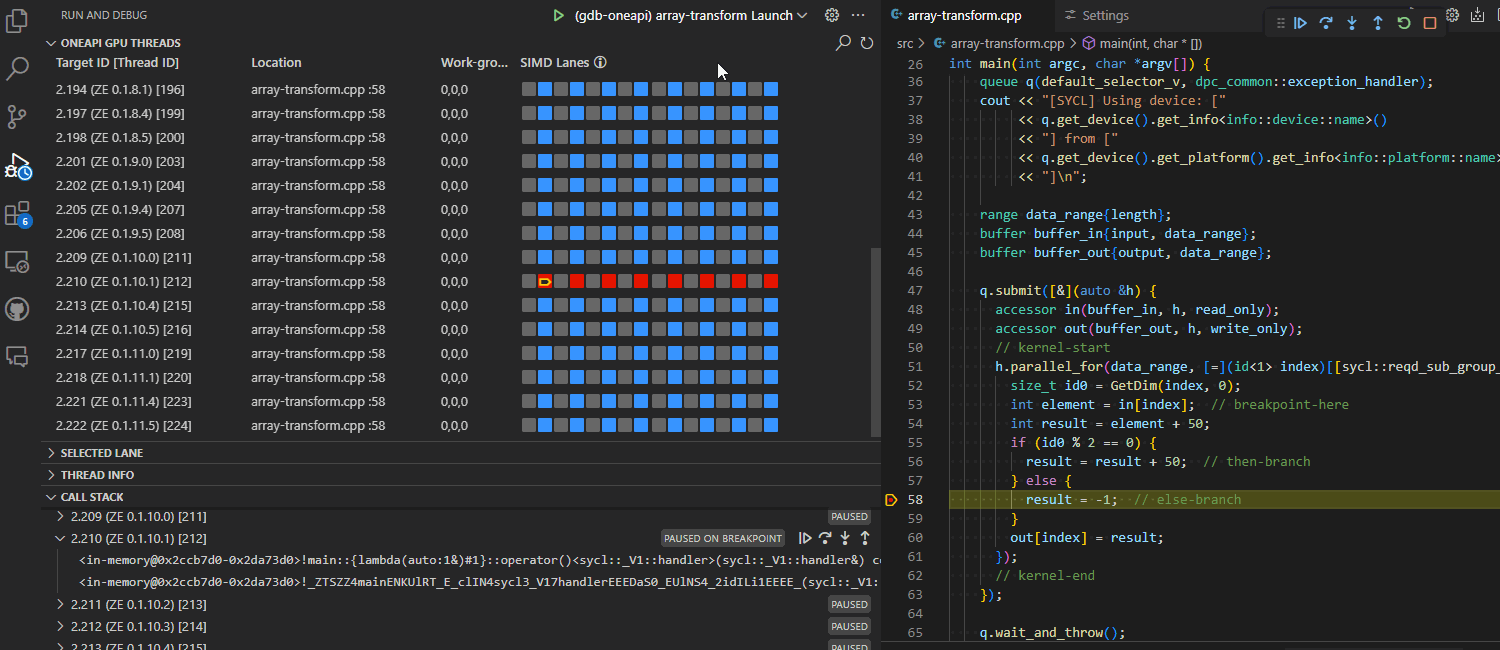 RUN AND DEBUG
(gdb-oneapi) array-transform Launch
ONEAPI GPU THREADS
Target ID [Thread ID] Location Work-gro... SIMD Lanes
2.194 (ZE 0.1.8.1) [196] array-transform.cpp :58 0,0,0
2.197 (ZE 0.1.8.4) [199] array-transform.cpp :58 0,0,0
2.198 (ZE 0.1.8.5) [200] array-transform.cpp :58 0,0,0
2.201 (ZE 0.1.9.0) [203] array-transform.cpp :58 0,0,0
2.202 (ZE 0.1.9.1) [204] array-transform.cpp :58 0,0,0
2.205 (ZE 0.1.9.4) [207] array-transform.cpp :58 0,0,0
2.206 (ZE 0.1.9.5) [208] array-transform.cpp :58 0,0,0
2.209 (ZE 0.1.10.0) [211] array-transform.cpp :58 0,0,0
2.210 (ZE 0.1.10.1) [212] array-transform.cpp :58 0,0,0
2.213 (ZE 0.1.10.4) [215] array-transform.cpp :58 0,0,0
2.214 (ZE 0.1.10.5) [216] array-transform.cpp :58 0,0,0
2.217 (ZE 0.1.11.0) [219] array-transform.cpp :58 0,0,0
2.218 (ZE 0.1.11.1) [220] array-transform.cpp :58 0,0,0
2.221 (ZE 0.1.11.4) [223] array-transform.cpp :58 0,0,0
2.222 (ZE 0.1.11.5) [224] array-transform.cpp :58 0,0,0
6
SELECTED LANE
THREAD INFO
CALL STACK
2.209 (ZE 0.1.10.0) [211] PAUSED
2.210 (ZE 0.1.10.1) [212] PAUSED ON BREAKPOINT
<in-memory@0x2ccb7d0-0x2da73d0>!main::{lambda(auto:1&)#1}::operator()<sycl::_V1::handler>(sycl::_V1::handler&) c
<in-memory@0x2ccb7d0-0x2da73d0>!_ZTSZZ4mainENKUlRT_E_clIN4sycl3_V17handlerEEEDaS0_EUlNS4_2idILi1EEEE_(sycl::_V1:
2.211 (ZE 0.1.10.2) [213] PAUSED
2.212 (ZE 0.1.10.3) [214] PAUSED
2.213 (ZE 0.1.10.4) [215] PAUSED
array-transform.cpp Settings
src > array-transform.cpp > main(int, char * [])
26 int main(int argc, char *argv[]) {
36 queue q(default_selector_v, dpc_common::exception_handler);
37 cout << "[SYCL] Using device: ["
38 << q.get_device().get_info<info::device::name>()
39 << "] from ["
40 << q.get_device().get_platform().get_info<info::platform::name>
41 << "]\n";
42
43 range data_range{length};
44 buffer buffer_in{input, data_range};
45 buffer buffer_out{output, data_range};
46
47 q.submit([&](auto &h) {
48 accessor in(buffer_in, h, read_only);
49 accessor out(buffer_out, h, write_only);
50 // kernel-start
51 h.parallel_for(data_range, [=](id<1> index)[[sycl::reqd_sub_group_
52 size_t id0 = GetDim(index, 0);
53 int element = in[index]; // breakpoint-here
54 int result = element + 50;
55 if (id0 % 2 == 0) {
56 result = result + 50; // then-branch
57 } else {
58 result = -1; // else-branch
59 }
60 out[index] = result;
61 });
62 // kernel-end
63 });
64
65 q.wait_and_throw();